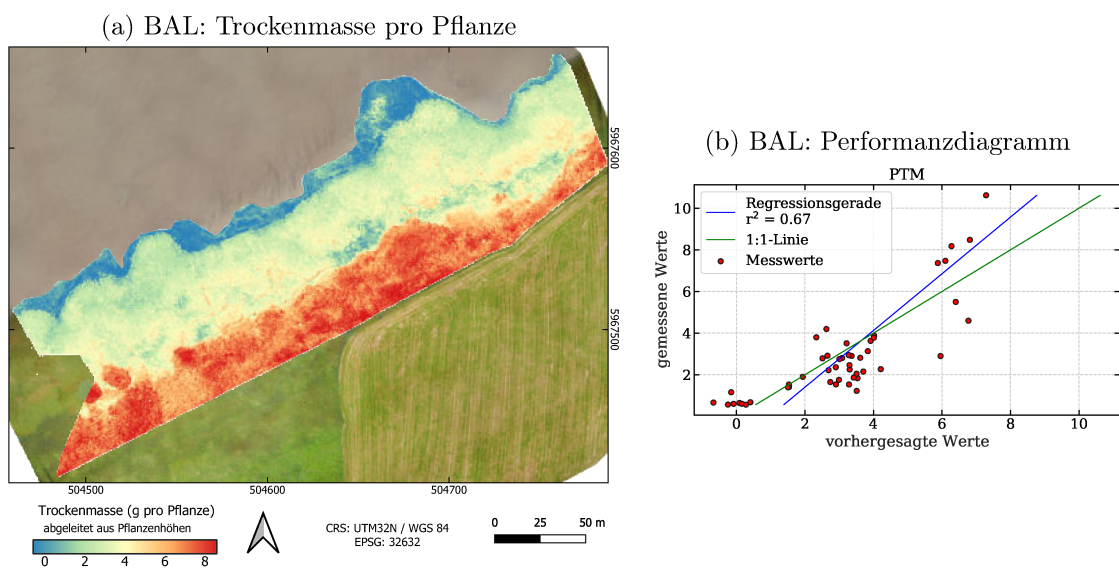 (a) BAL: Trockenmasse pro Pflanze
5967600
5967500
504500
504600
504700
Trockenmasse (g pro Pflanze)
abgeleitet aus Pflanzenhöhen
0 2 4 6 8
CRS: UTM32N / WGS 84
EPSG: 32632
0 25 50 m
(b) BAL: Performanzdiagramm
PTM
Regressionsgerade
r² = 0.67
1:1-Linie
Messwerte
gemessene Werte
10
8
6
4
2
0 2 4 6 8 10
vorhergesagte Werte